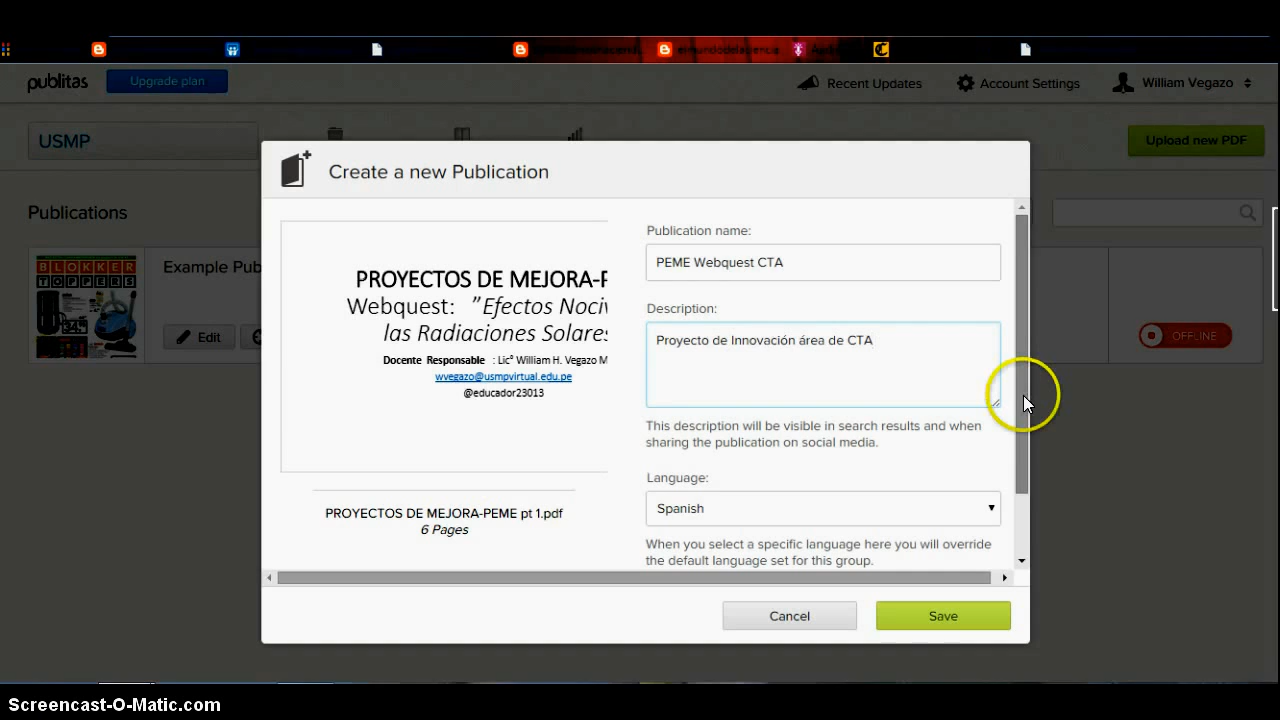 publitas
Upgrade plan
Recent Updates
Account Settings
William Vegazo
USMP
Upload new PDF
Create a new Publication
Publications
BLOKKER
TOPPERS
Example Pub
Edit
OFFLINE
PROYECTOS DE MEJORA-P
Webquest: "Efectos Nociv
las Radiaciones Solares
Docente Responsable : Lic° William H. Vegazo M
wvegazo@usmpvirtual.edu.pe
@educador23013
PROYECTOS DE MEJORA-PEME pt 1.pdf
6 Pages
Publication name:
PEME Webquest CTA
Description:
Proyecto de Innovación área de CTA
This description will be visible in search results and when
sharing the publication on social media.
Language:
Spanish
When you select a specific language here you will override
the default language set for this group.
Cancel
Save
Screencast-O-Matic.com